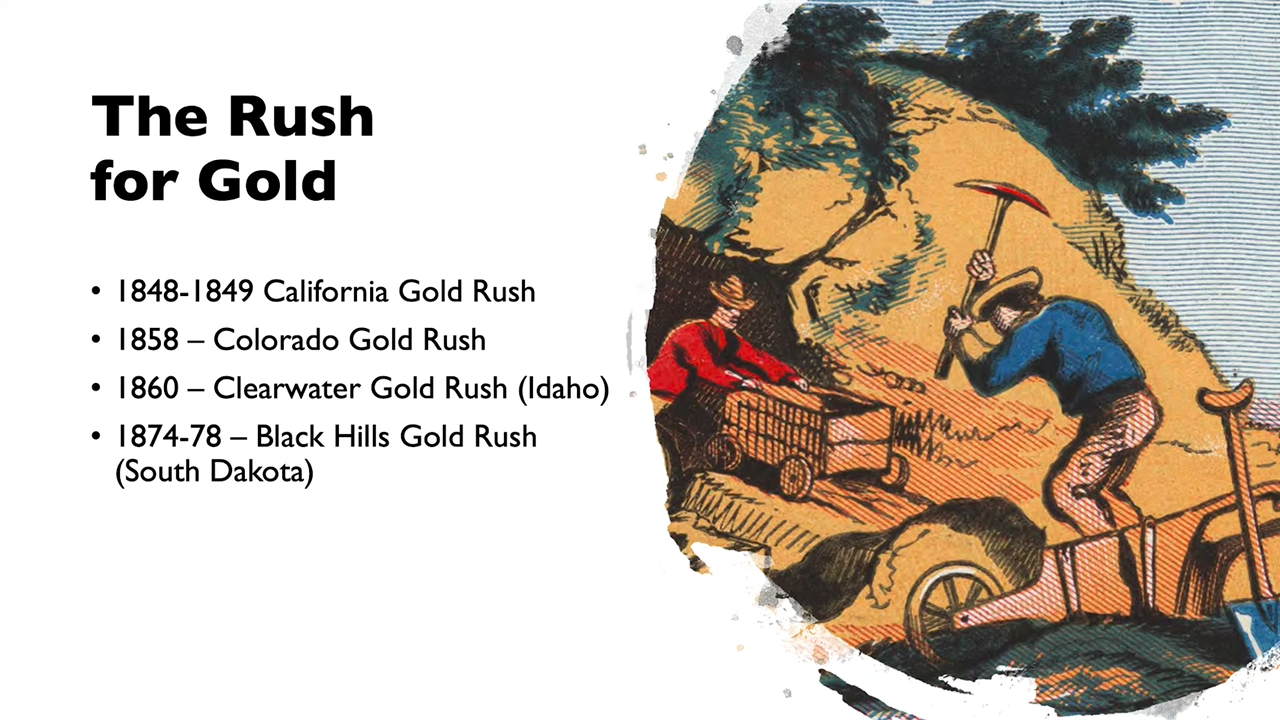 The Rush
for Gold
• 1848-1849 California Gold Rush
• 1858 – Colorado Gold Rush
• 1860 – Clearwater Gold Rush (Idaho)
• 1874-78 – Black Hills Gold Rush
(South Dakota)